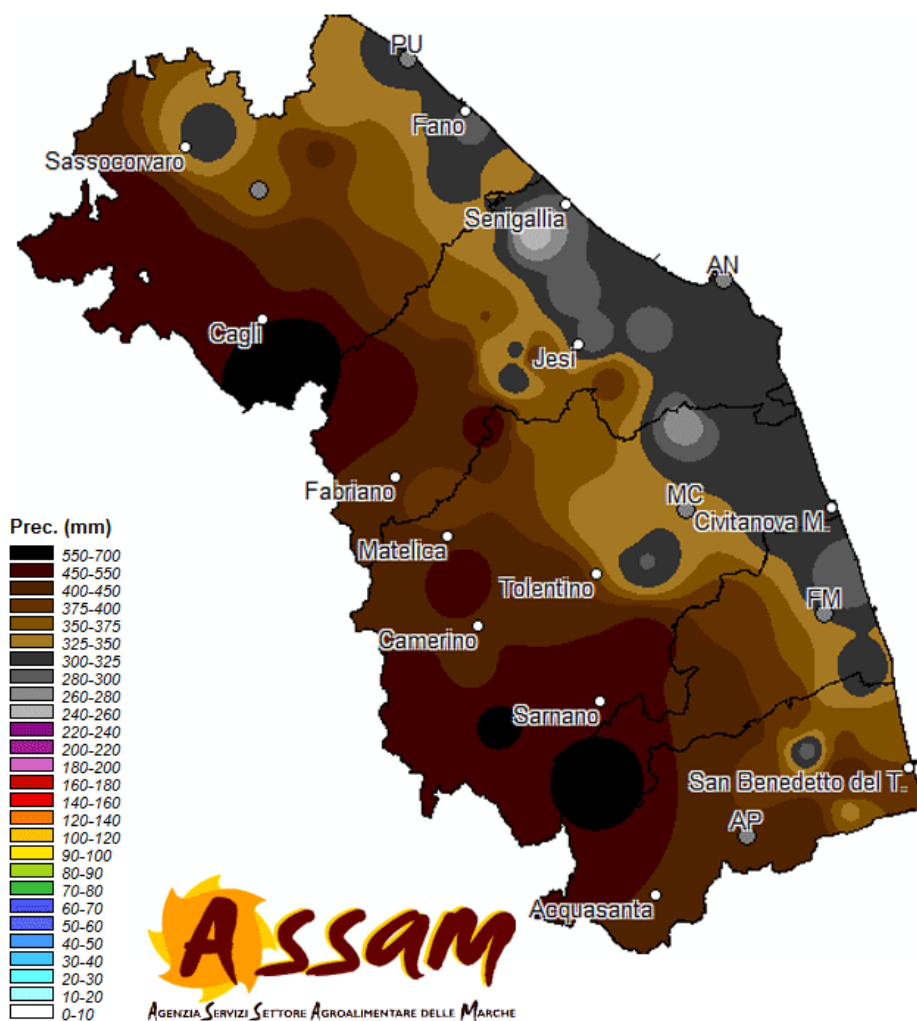 PU
Fano
Sassocorvaro
Senigallia
AN
Cagli
Jesi
Fabriano
MC
Civitanova M.
Matelica
Tolentino
FM
Camerino
Sarnano
San Benedetto del T.
AP
Acquasanta
Prec. (mm)
550-700
450-550
400-450
375-400
350-375
325-350
300-325
280-300
260-280
240-260
220-240
200-220
180-200
160-180
140-160
120-140
100-120
90-100
80-90
70-80
60-70
50-60
40-50
30-40
20-30
10-20
0-10
ASSAM
AGENZIA SERVIZI SETTORE AGROALIMENTARE DELLE MARCHE